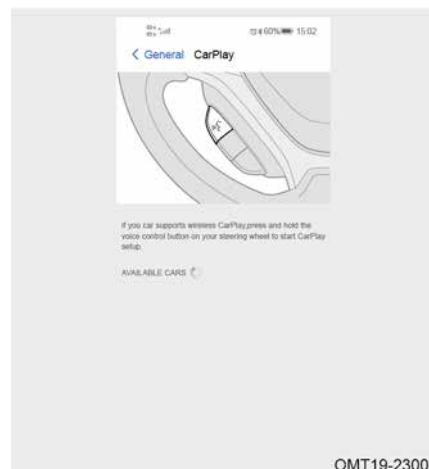 60% 15:02
General CarPlay
If you car supports wireless CarPlay,press and hold the
voice control button on your steering wheel to start CarPlay
setup.
AVAILABLE CARS
OMT19-2300